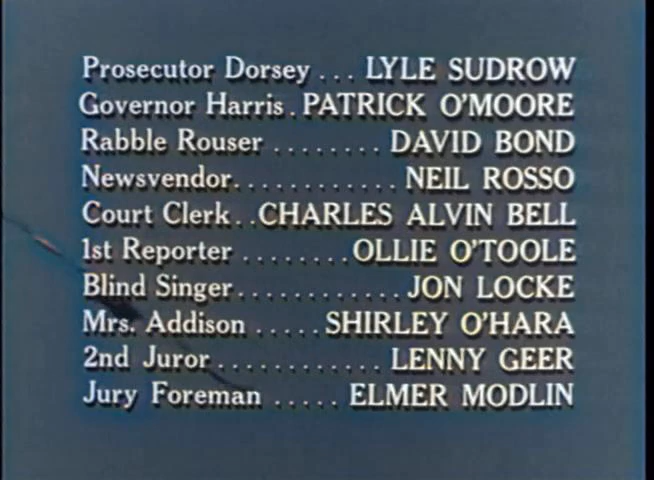 Prosecutor Dorsey ... LYLE SUDROW
Governor Harris . PATRICK O'MOORE
Rabble Rouser ........ DAVID BOND
Newsvendor............ NEIL ROSSO
Court Clerk..CHARLES ALVIN BELL
1st Reporter ........OLLIE O'TOOLE
Blind Singer............. JON LOCKE
Mrs. Addison ..... SHIRLEY O'HARA
2nd Juror............ LENNY GEER
Jury Foreman ..... ELMER MODLIN